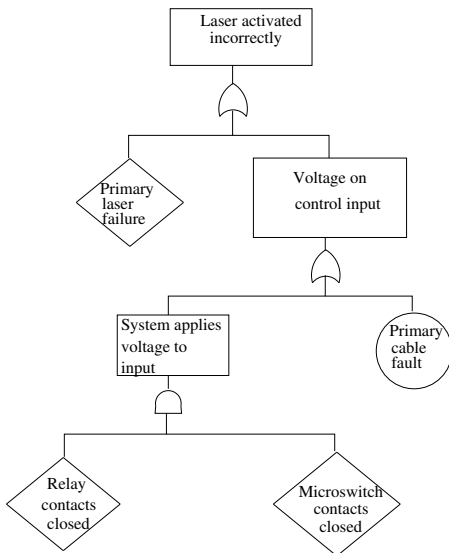 Laser activated
incorrectly
Primary
laser
failure
Voltage on
control input
System applies
voltage to
input
Primary
cable
fault
Relay
contacts
closed
Microswitch
contacts
closed